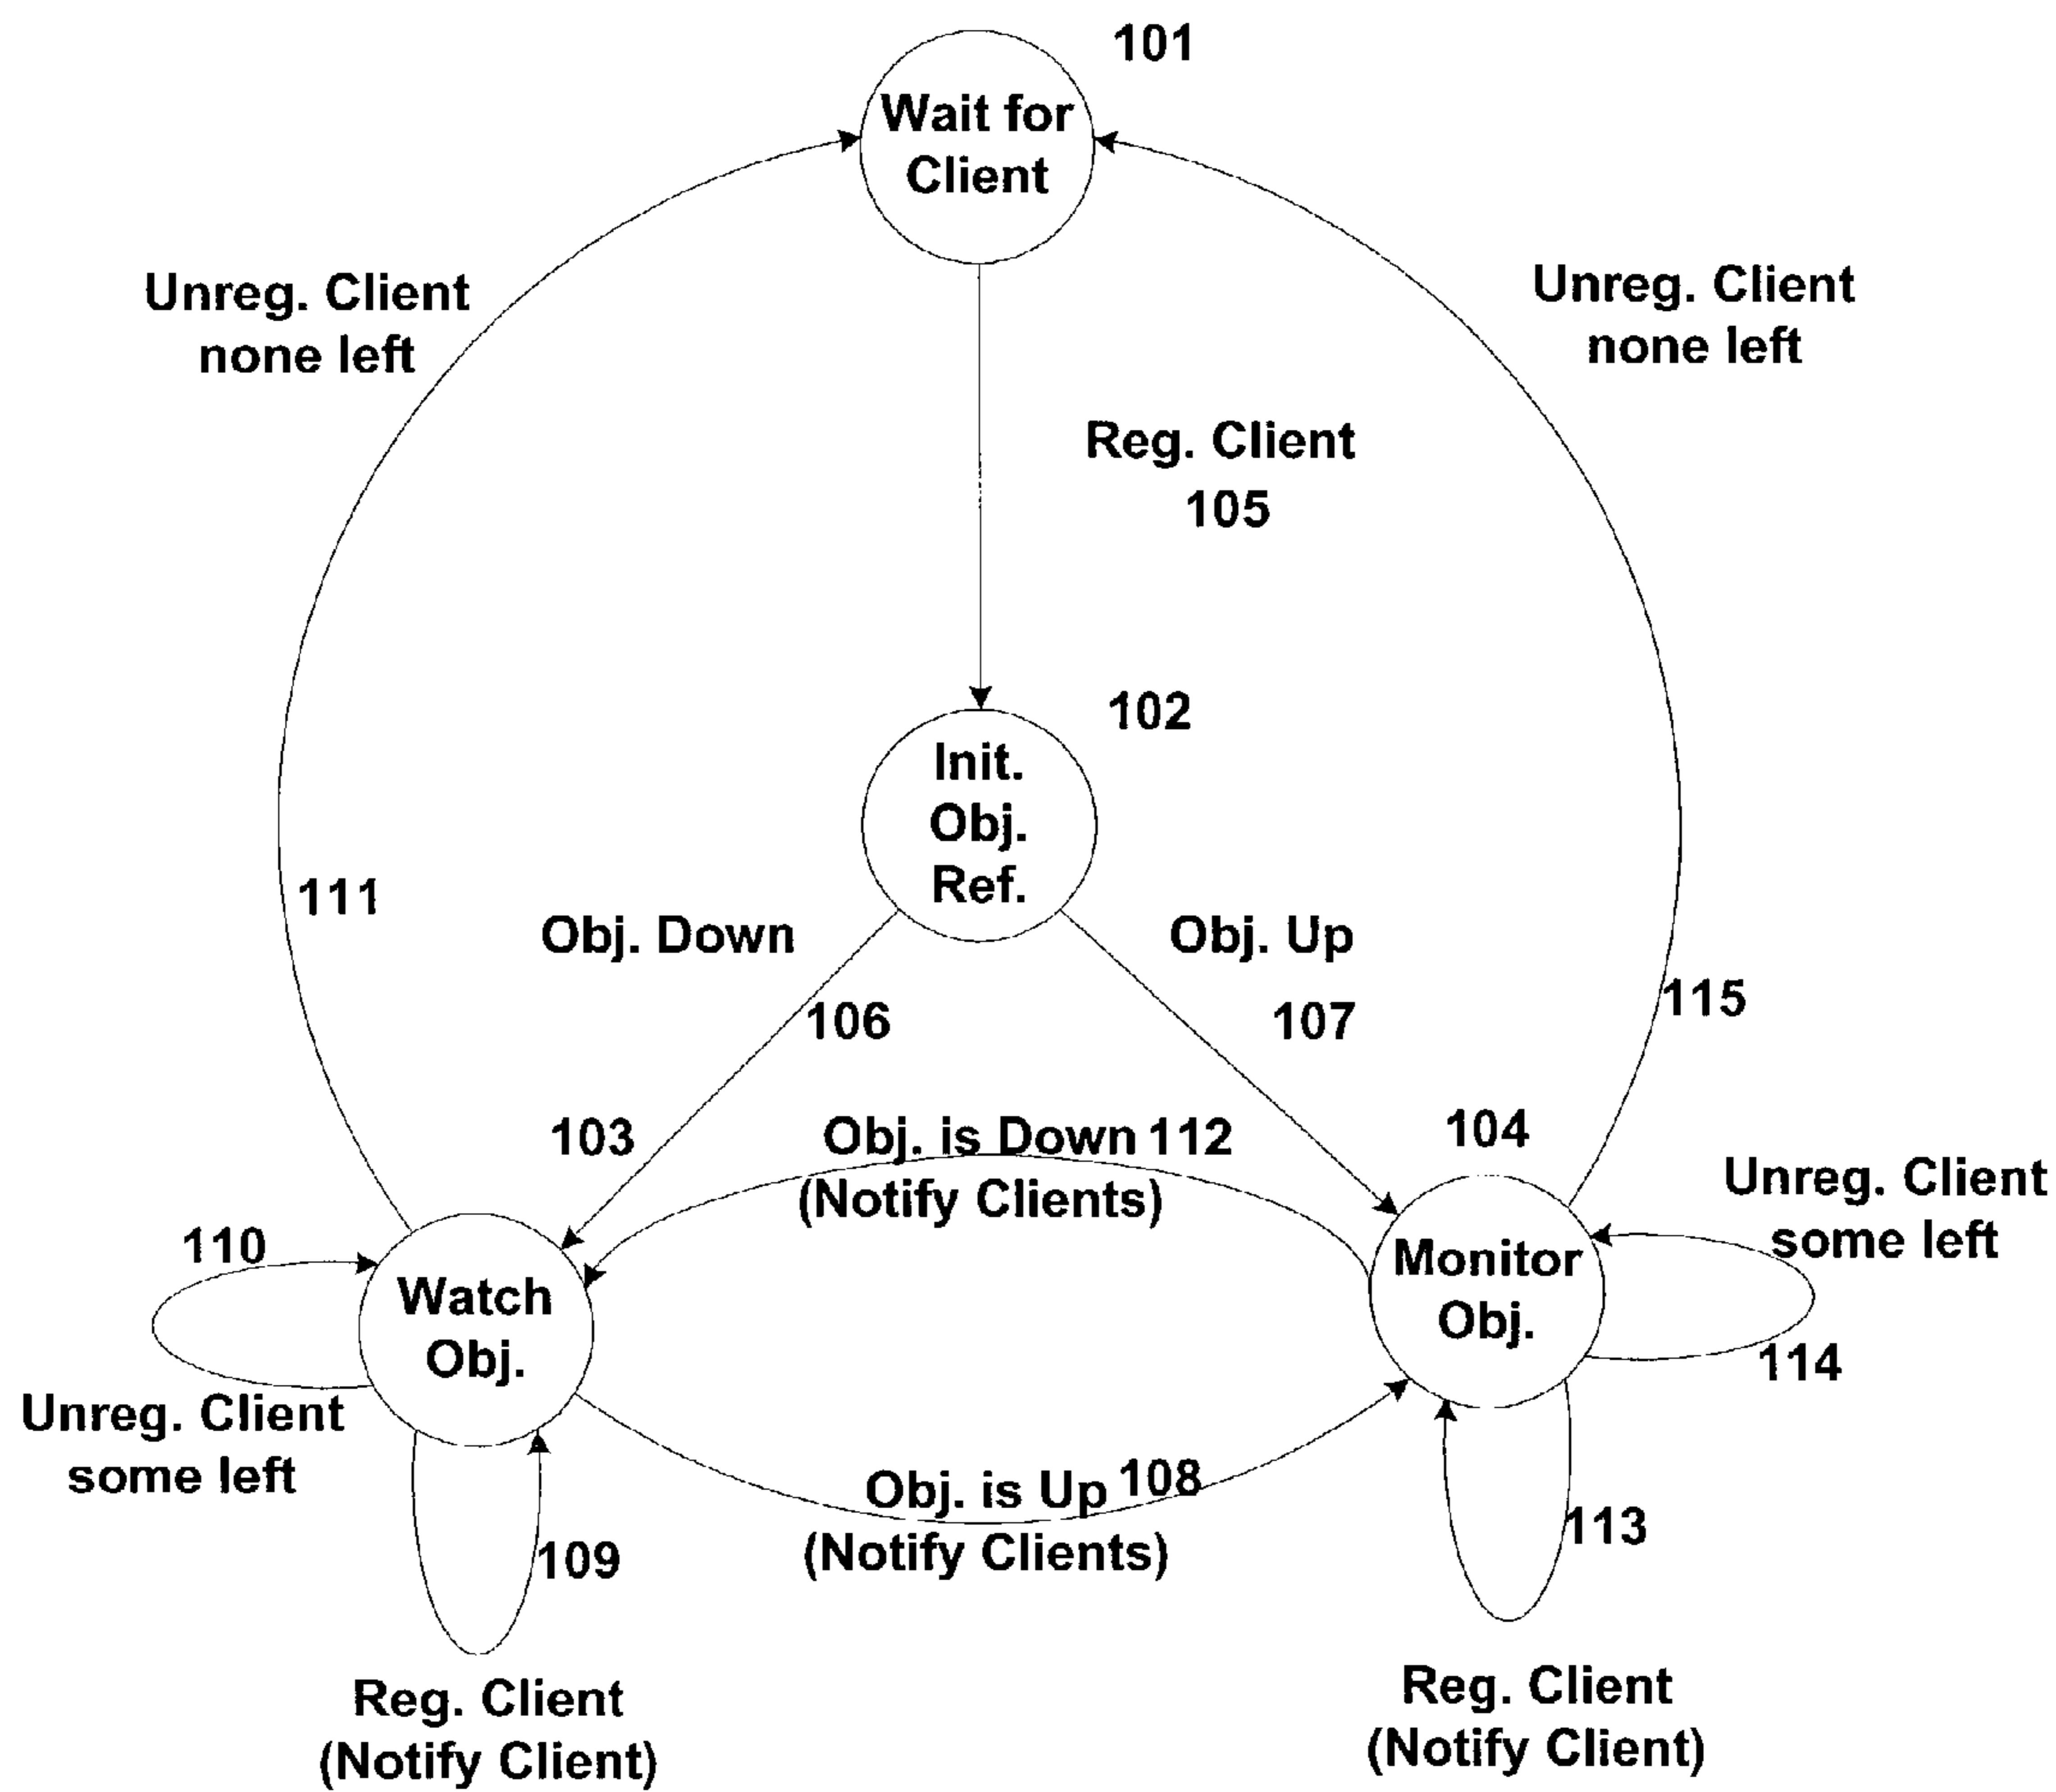 101
Wait for
Client
Unreg. Client
none left
Unreg. Client
none left
Reg. Client
105
102
Init.
Obj.
Ref.
111
Obj. Down
Obj. Up
106
107
115
103
Obj. is Down 112
(Notify Clients)
104
Unreg. Client
some left
110
Watch
Obj.
Monitor
Obj.
114
Unreg. Client
some left
Obj. is Up 108
(Notify Clients)
109
113
Reg. Client
(Notify Client)
Reg. Client
(Notify Client)